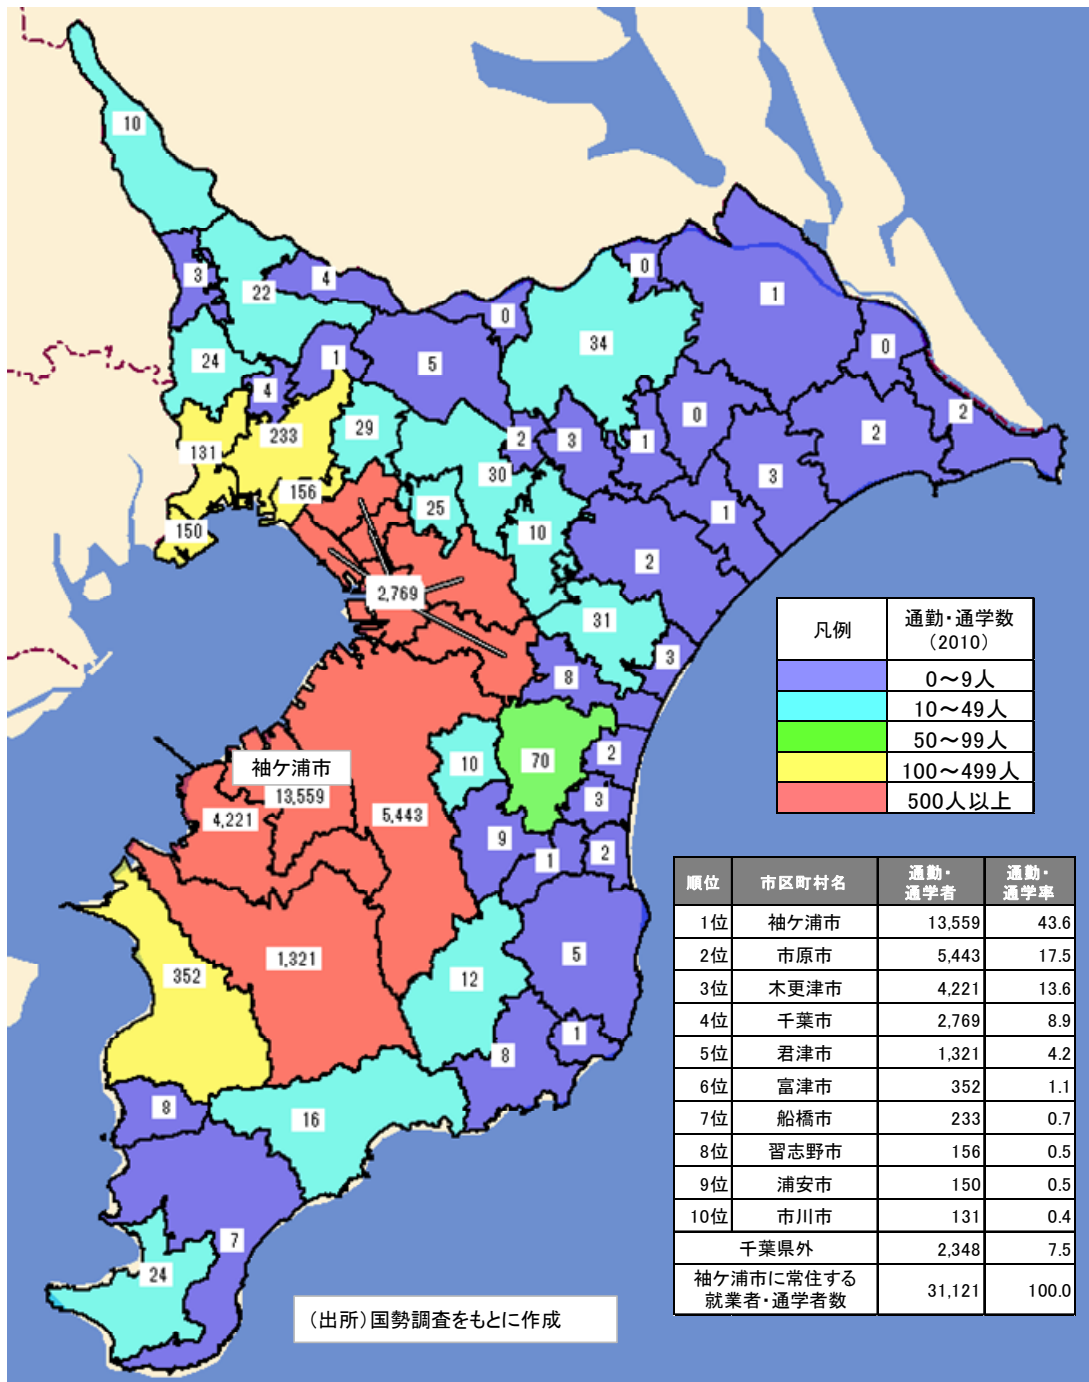 10
3
22
4
0
0
1
34
0
24
1
5
4
233
29
2
3
1
0
2
2
131
156
30
3
150
25
10
1
2
2,769
31
3
8
袖ケ浦市
13,559
10
70
2
4,221
5,443
3
9
1
2
352
1,321
12
5
8
1
8
16
7
24
凡例
通勤・通学数
(2010)
0～9人
10～49人
50～99人
100～499人
500人以上
順位 市区町村名 通勤・通学者 通勤・通学率
1位 袖ケ浦市 13,559 43.6
2位 市原市 5,443 17.5
3位 木更津市 4,221 13.6
4位 千葉市 2,769 8.9
5位 君津市 1,321 4.2
6位 富津市 352 1.1
7位 船橋市 233 0.7
8位 習志野市 156 0.5
9位 浦安市 150 0.5
10位 市川市 131 0.4
千葉県外 2,348 7.5
袖ケ浦市に常住する
就業者・通学者数 31,121 100.0
(出所)国勢調査をもとに作成